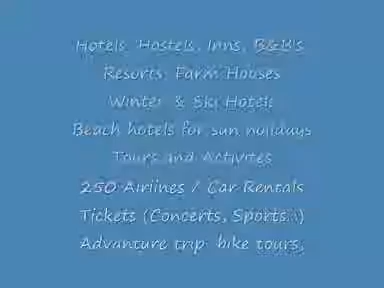 Hotels, Hostels, Inns, B&B's
Resorts, Farm Houses
Winter & Ski Hotels
Beach hotels for sun holidays
Tours and Activites
250 Airlines / Car Rentals
Tickets (Concerts, Sports..)
Advanture trip: bike tours,